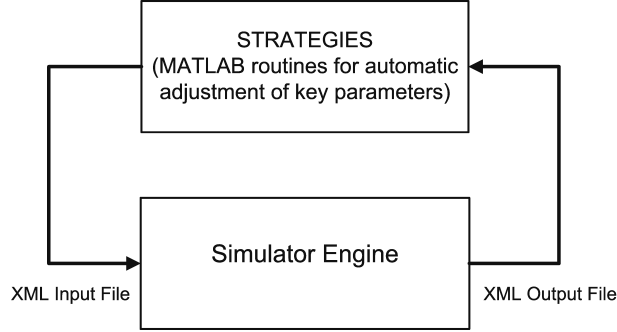 STRATEGIES
(MATLAB routines for automatic
adjustment of key parameters)
Simulator Engine
XML Input File
XML Output File